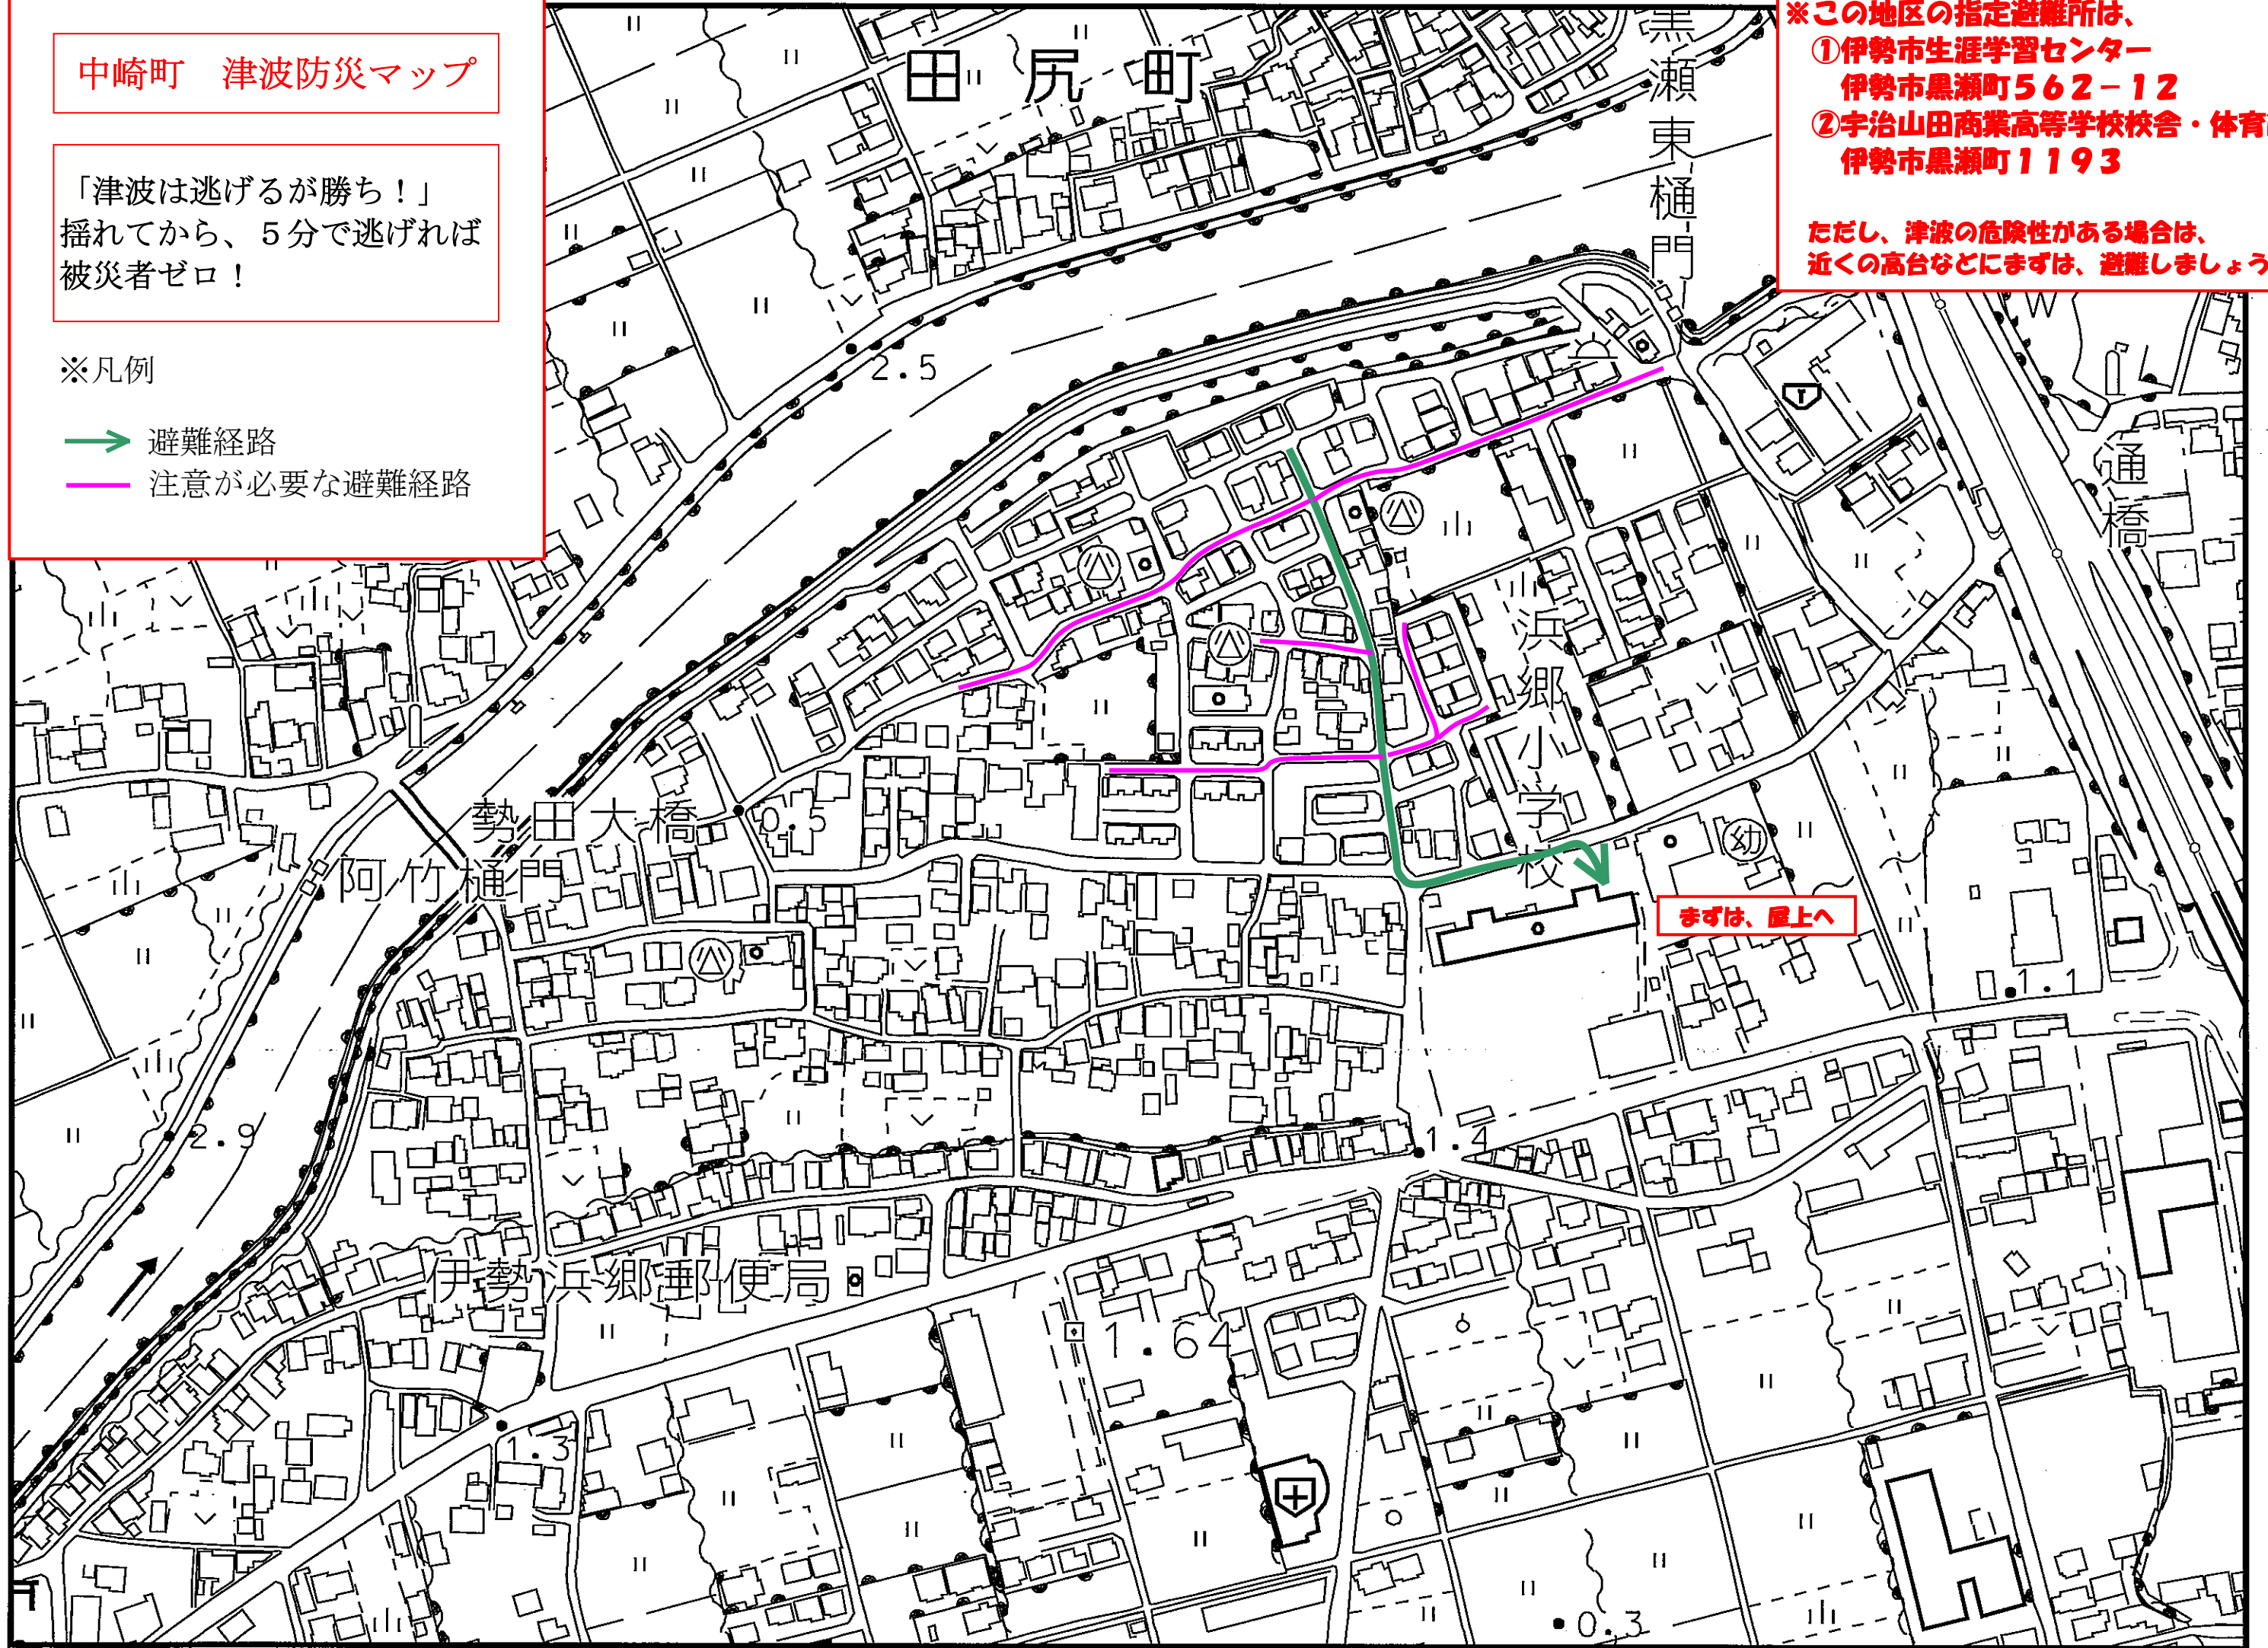 中崎町　津波防災マップ
「津波は逃げるが勝ち！」
揺れてから、５分で逃げれば
被災者ゼロ！
※凡例
避難経路
注意が必要な避難経路
※この地区の指定避難所は、
①伊勢市生涯学習センター
伊勢市黒瀬町５６２－１２
②宇治山田商業高等学校校舎・体育
伊勢市黒瀬町１１９３
ただし、津波の危険性がある場合は、
近くの高台などにまずは、避難しましょう
田尻町
黒瀬東樋門
2.5
W
通橋
公
公
公
浜郷小学校
勢田大橋
0.5
阿竹樋門
幼
まずは、屋上へ
公
1.1
2.9
1.4
伊勢浜郷郵便局
1.64
1.3
0.3